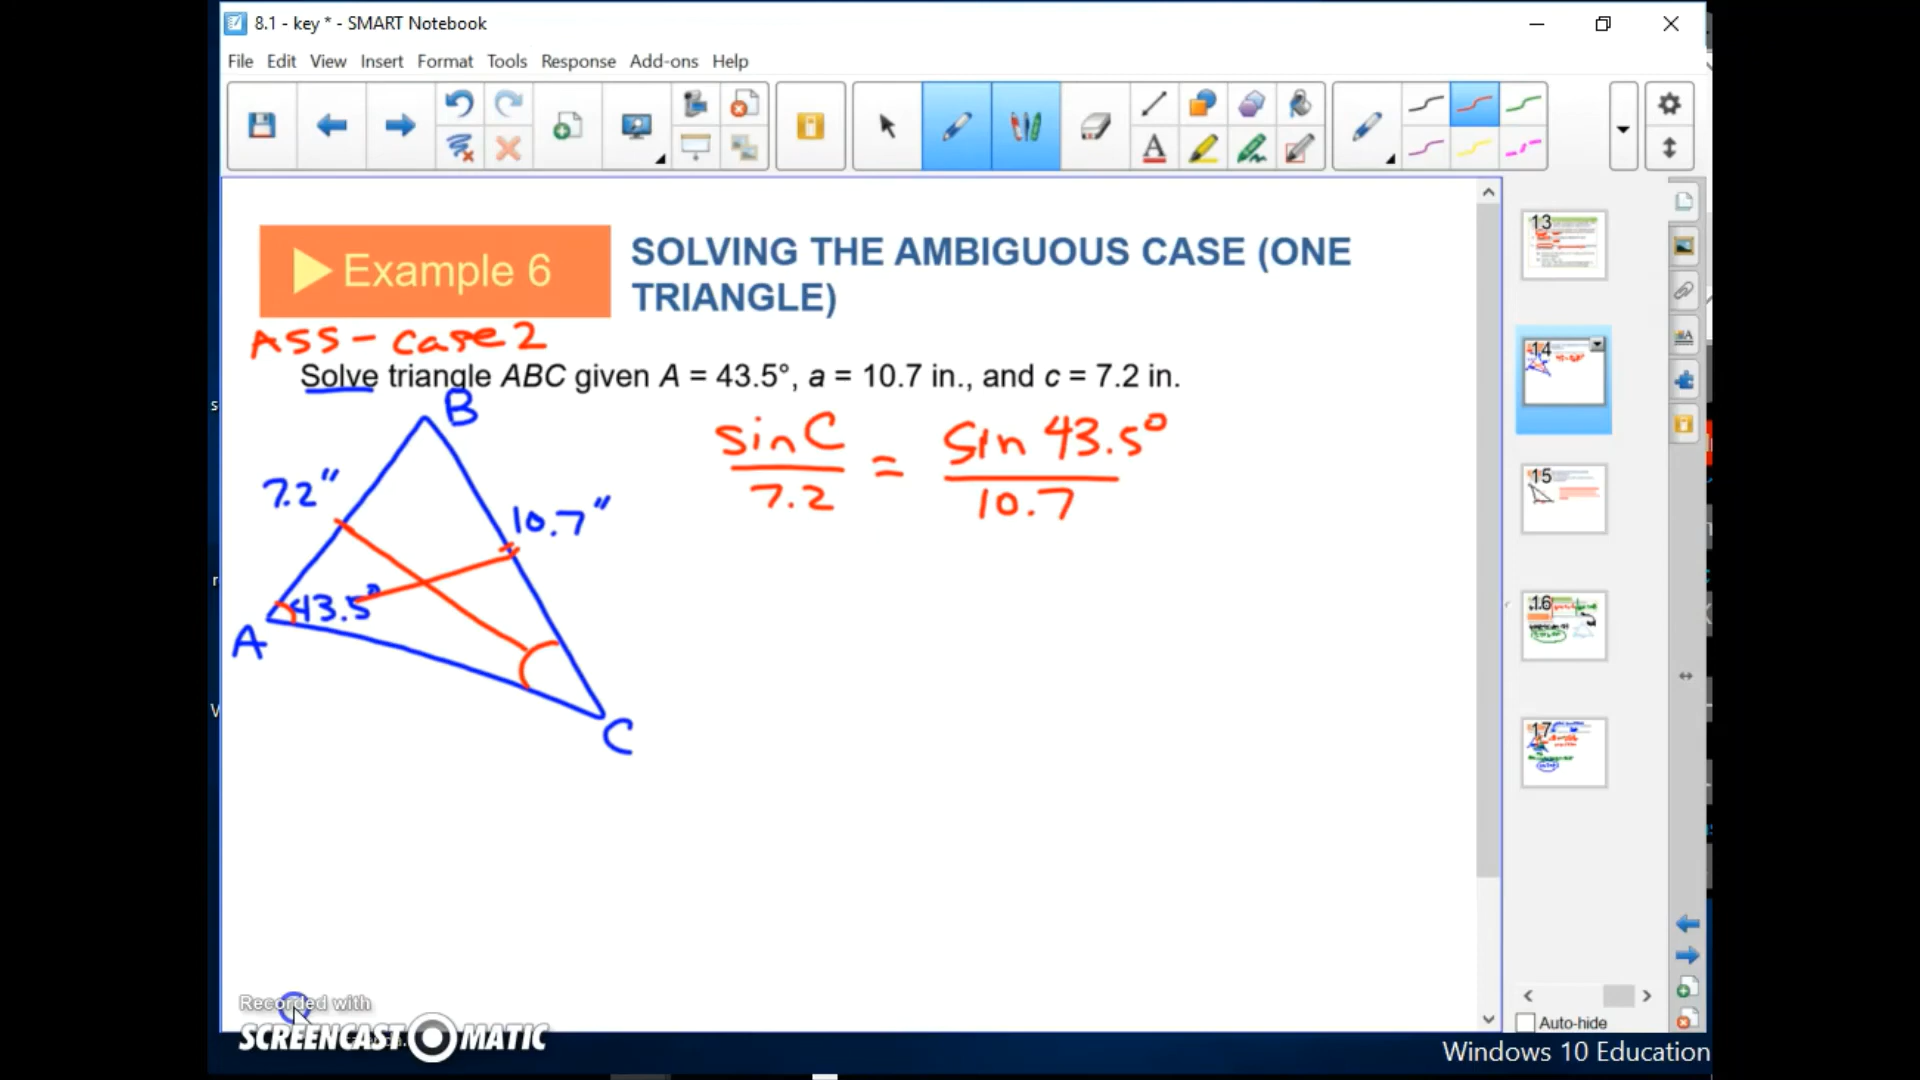 8.1 - key * - SMART Notebook
File Edit View Insert Format Tools Response Add-ons Help
Example 6
SOLVING THE AMBIGUOUS CASE (ONE
TRIANGLE)
ASS - Case 2
Solve triangle ABC given A = 43.5°, a = 10.7 in., and c = 7.2 in.
B
7.2"
10.7"
43.5°
A
C
sin C / 7.2 = sin 43.5° / 10.7
13
14
15
16
17
Auto-hide
Recorded with
SCREENCAST MATIC
Windows 10 Education